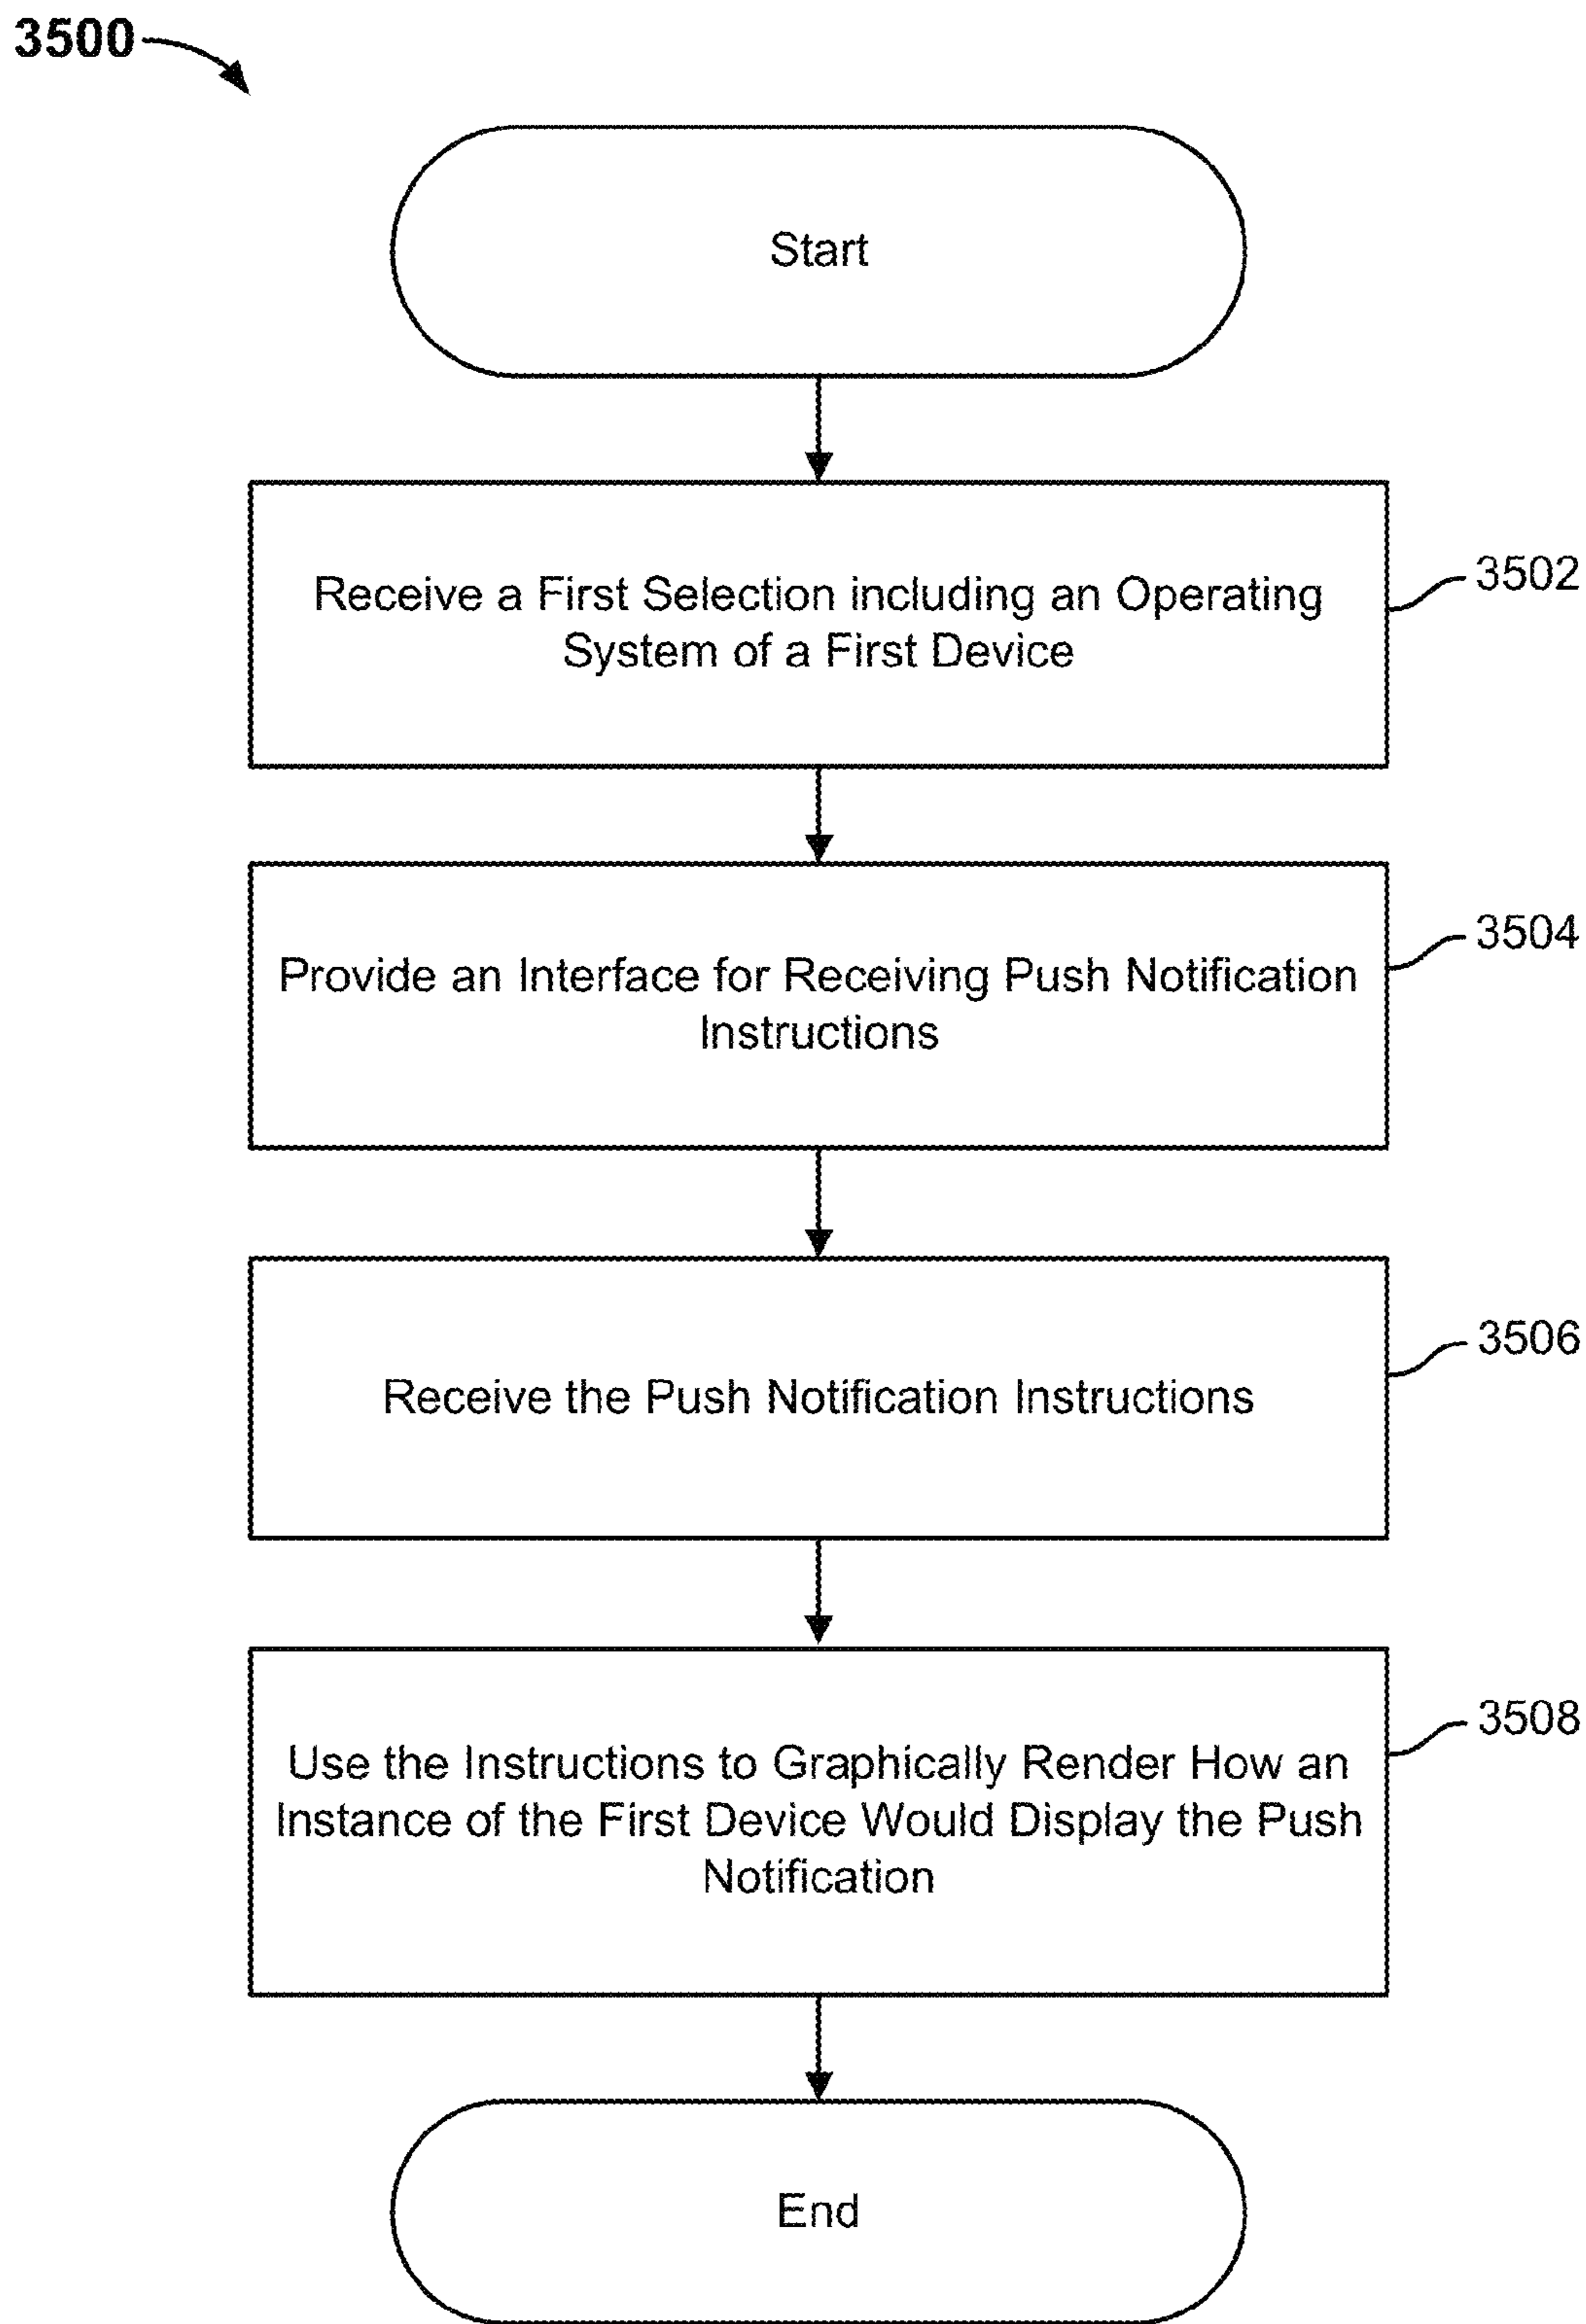 3500
Start
Receive a First Selection including an Operating
System of a First Device
3502
Provide an Interface for Receiving Push Notification
Instructions
3504
Receive the Push Notification Instructions
3506
Use the Instructions to Graphically Render How an
Instance of the First Device Would Display the Push
Notification
3508
End